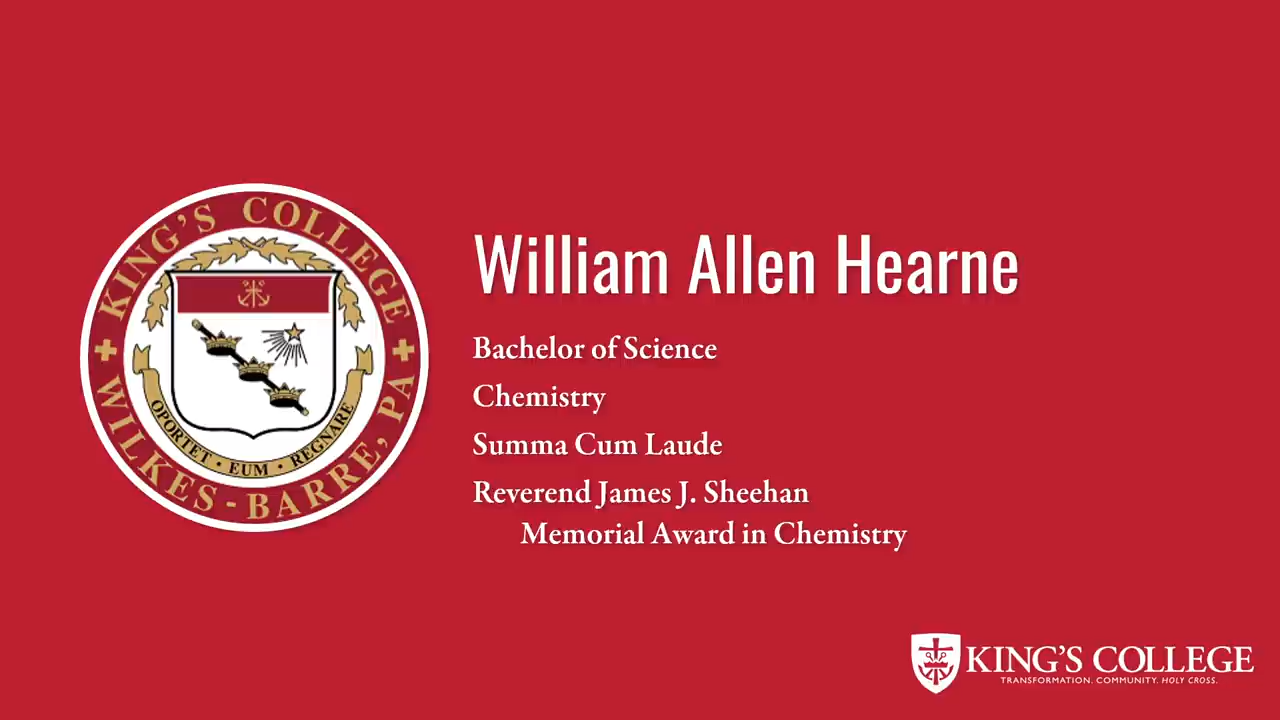 KING'S COLLEGE
WILKES-BARRE, PA
OPORTET • EUM • REGNARE
William Allen Hearne
Bachelor of Science
Chemistry
Summa Cum Laude
Reverend James J. Sheehan
Memorial Award in Chemistry
KING'S COLLEGE
TRANSFORMATION. COMMUNITY. HOLY CROSS.